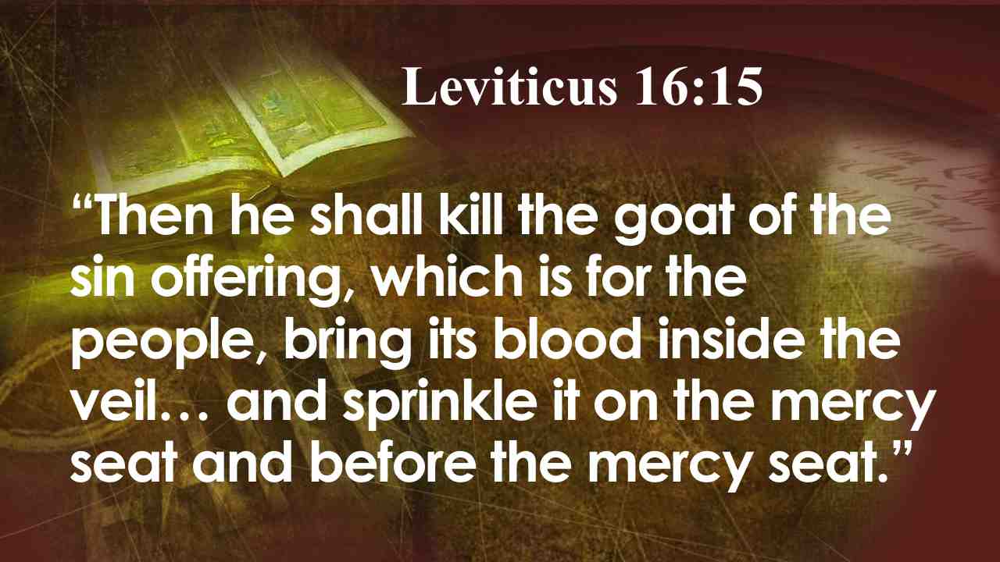 Leviticus 16:15
“Then he shall kill the goat of the
sin offering, which is for the
people, bring its blood inside the
veil… and sprinkle it on the mercy
seat and before the mercy seat.”